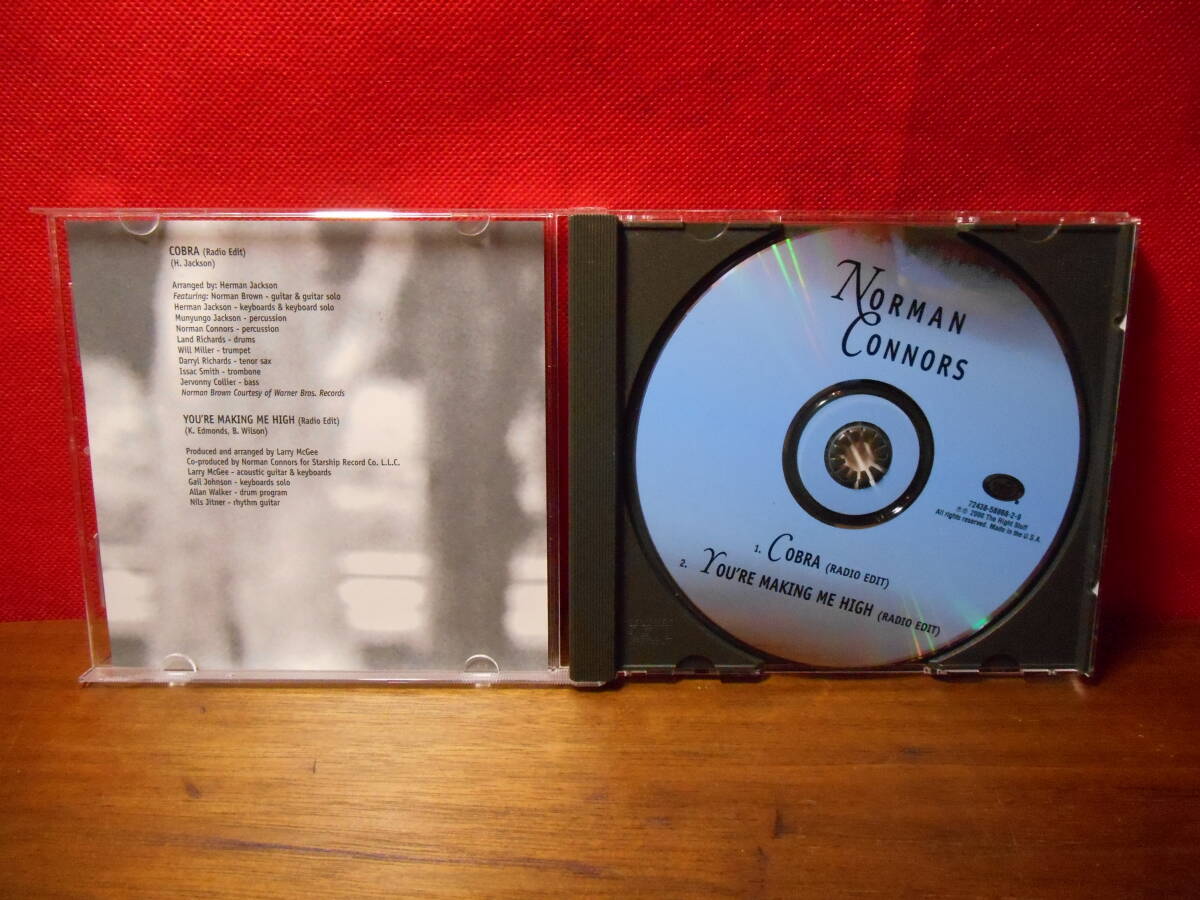 COBRA (Radio Edit)
(H. Jackson)
Arranged by: Herman Jackson
Featuring: Norman Brown - guitar & guitar solo
Herman Jackson - keyboards & keyboard solo
Munyungo Jackson - percussion
Norman Connors - percussion
Land Richards - drums
Will Miller - trumpet
Darryl Richards - tenor sax
Issac Smith - trombone
Jervonny Collier - bass
Norman Brown Courtesy of Warner Bros. Records
YOU'RE MAKING ME HIGH (Radio Edit)
(K. Edmonds, B. Wilson)
Produced and arranged by Larry McGee
Co-produced by Norman Connors for Starship Record Co. L.L.C.
Larry McGee - acoustic guitar & keyboards
Gail Johnson - keyboards solo
Allan Walker - drum program
Nils Jitner - rhythm guitar
NORMAN
CONNORS
℗© 2000 The Right Stuff
All rights reserved. Made in the U.S.A
1. COBRA (RADIO EDIT)
2. YOU'RE MAKING ME HIGH (RADIO EDIT)